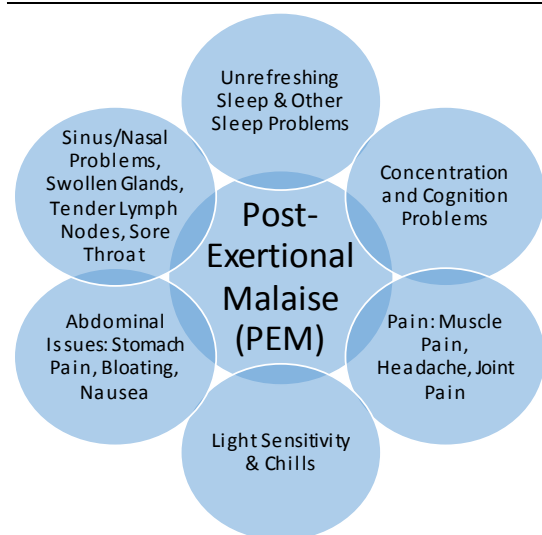 Unrefreshing
Sleep & Other
Sleep Problems
Concentration
and Cognition
Problems
Pain: Muscle
Pain,
Headache, Joint
Pain
Light Sensitivity
& Chills
Abdominal
Issues: Stomach
Pain, Bloating,
Nausea
Sinus/Nasal
Problems,
Swollen Glands,
Tender Lymph
Nodes, Sore
Throat
Post-
Exertional
Malaise
(PEM)